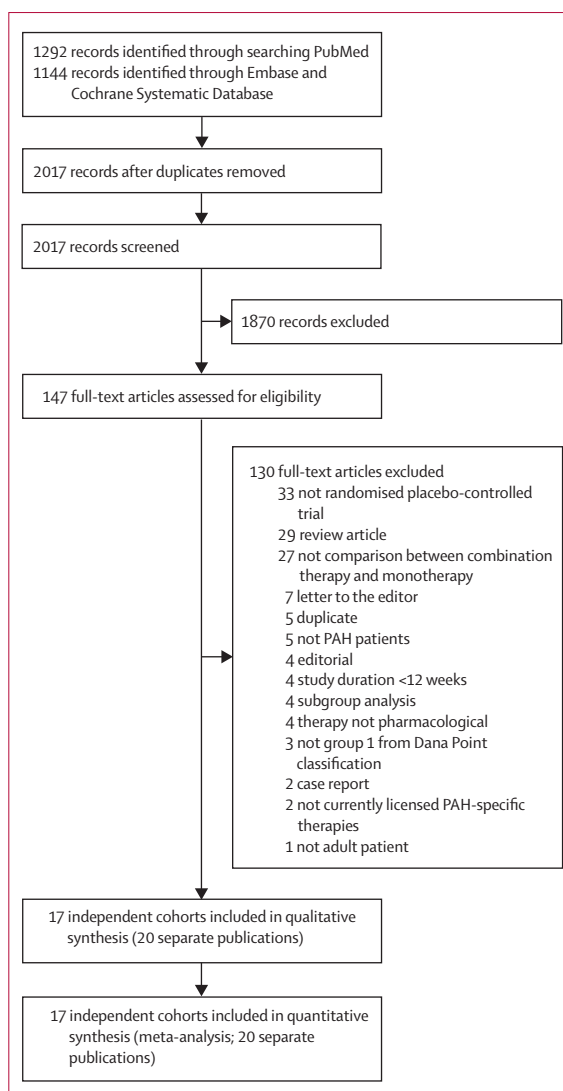 1292 records identified through searching PubMed
1144 records identified through Embase and
Cochrane Systematic Database
2017 records after duplicates removed
2017 records screened
1870 records excluded
147 full-text articles assessed for eligibility
130 full-text articles excluded
33 not randomised placebo-controlled
trial
29 review article
27 not comparison between combination
therapy and monotherapy
7 letter to the editor
5 duplicate
5 not PAH patients
4 editorial
4 study duration <12 weeks
4 subgroup analysis
4 therapy not pharmacological
3 not group 1 from Dana Point
classification
2 case report
2 not currently licensed PAH-specific
therapies
1 not adult patient
17 independent cohorts included in qualitative
synthesis (20 separate publications)
17 independent cohorts included in quantitative
synthesis (meta-analysis; 20 separate
publications)